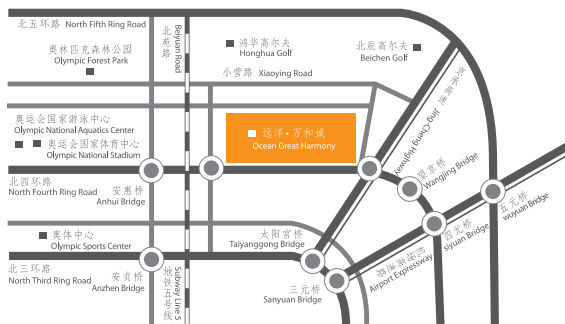 北五环路 North Fifth Ring Road
北苑路
Beiyuan Road
奥林匹克森林公园
Olympic Forest Park
鸿华高尔夫
Honghua Golf
北辰高尔夫
Beichen Golf
小营路 Xiaoying Road
京承高速
Jing-Cheng Highway
奥运会国家游泳中心
Olympic National Aquatics Center
奥运会国家体育中心
Olympic National Stadium
远洋·万和城
Ocean Great Harmony
北四环路
North Fourth Ring Road
安惠桥
Anhui Bridge
望京桥
Wangjing Bridge
五元桥
wuyuan Bridge
四元桥
siyuan Bridge
奥体中心
Olympic Sports Center
太阳宫桥
Taiyanggong Bridge
Airport Expressway
北三环路
North Third Ring Road
安贞桥
Anzhen Bridge
地铁五号线
Subway Line 5
三元桥
Sanyuan Bridge